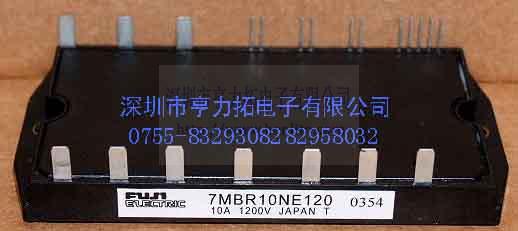 深圳市亨力拓电子有限公司
0755-83293082 82958032
FUJI ELECTRIC
7MBR10NE120 0354
10A 1200V JAPAN T